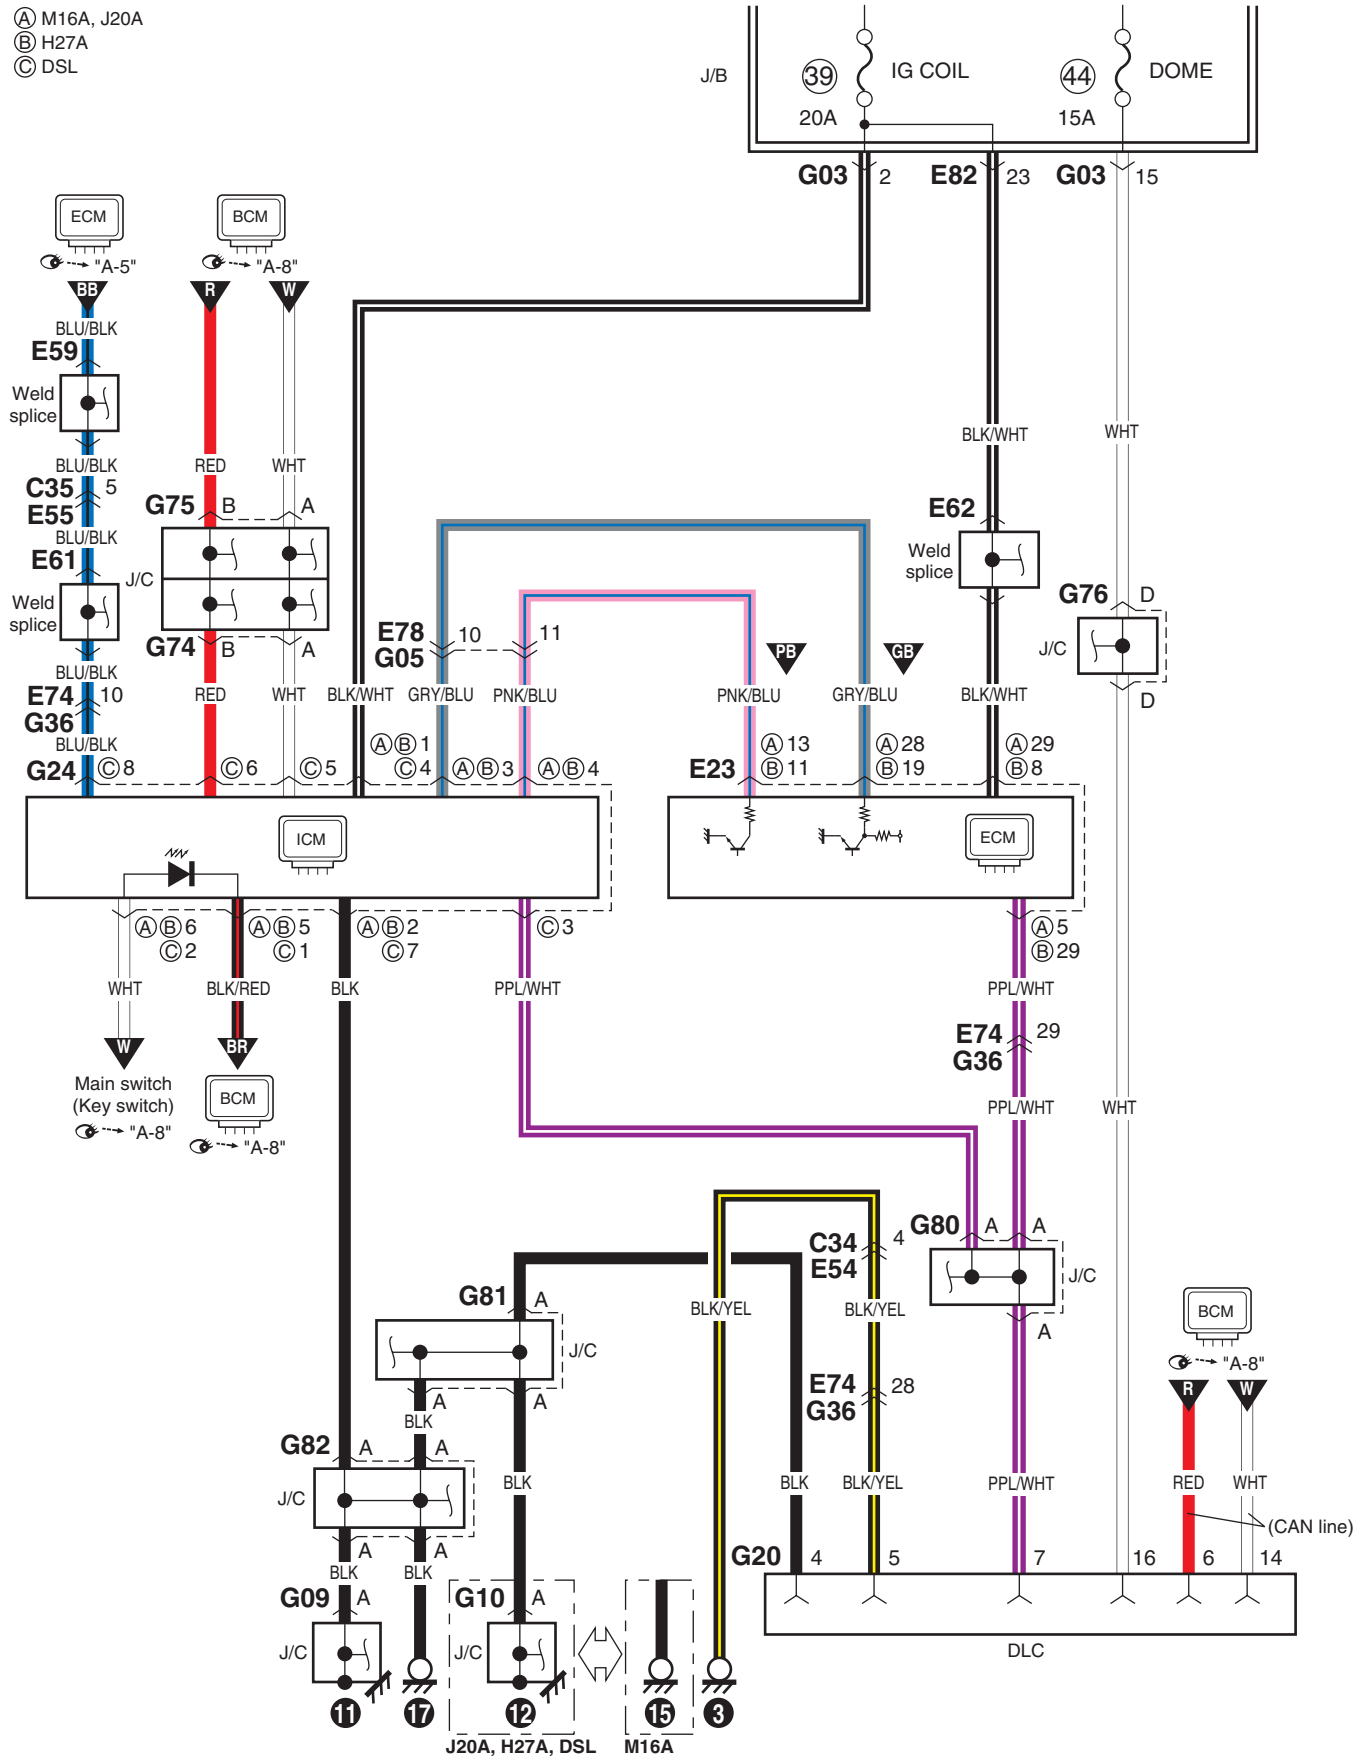 Ⓐ M16A, J20A
Ⓑ H27A
Ⓒ DSL
J/B
39 IG COIL
20A
44 DOME
15A
G03 2
E82 23
G03 15
ECM
"A-5"
BCM
"A-8"
BB
R
W
BLU/BLK
E59
Weld
splice
BLU/BLK
RED
WHT
BLK/WHT
WHT
C35 5
E55
G75 B A
BLU/BLK
E61
J/C
E62
Weld
splice
Weld
splice
G76 D
J/C
D
G74 B A
E78 10 11
G05
PB
GB
BLU/BLK
E74 10
G36
RED
WHT
BLK/WHT
GRY/BLU
PNK/BLU
PNK/BLU
GRY/BLU
BLK/WHT
BLU/BLK
G24 Ⓒ8
Ⓒ6
Ⓒ5
ⒶⒷ1
Ⓒ4
ⒶⒷ3
ⒶⒷ4
E23 Ⓐ13
Ⓑ11
Ⓐ28
Ⓑ19
Ⓐ29
Ⓑ8
ICM
ECM
ⒶⒷ6
Ⓒ2
ⒶⒷ5
Ⓒ1
ⒶⒷ2
Ⓒ7
Ⓒ3
Ⓐ5
Ⓑ29
WHT
BLK/RED
BLK
PPL/WHT
PPL/WHT
W
BR
E74 29
G36
Main switch
(Key switch)
"A-8"
BCM
"A-8"
PPL/WHT
WHT
G80 A A
J/C
A
C34 4
E54
G81 A
J/C
A A
BLK/YEL
BLK/YEL
BCM
"A-8"
R
W
E74 28
G36
BLK
G82 A A
J/C
A A
BLK
BLK
BLK/YEL
PPL/WHT
RED
WHT
(CAN line)
BLK
BLK
G20 4 5 7 16 6 14
DLC
G09 A
J/C
G10 A
J/C
11
17
12
15
3
J20A, H27A, DSL
M16A